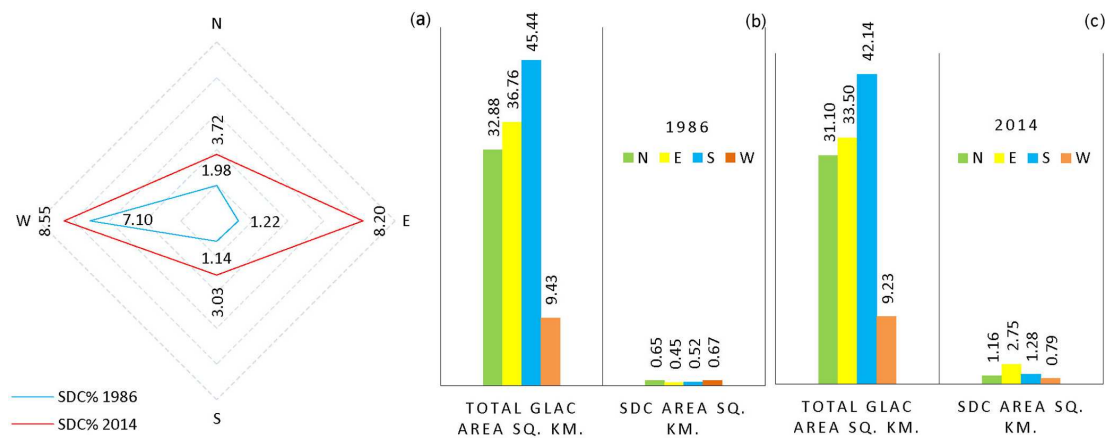 (a)
N
3.72
1.98
W
8.55
7.10
1.22
8.20
E
1.14
3.03
S
SDC% 1986
SDC% 2014
(b)
32.88
36.76
45.44
9.43
1986
N E S W
0.65
0.45
0.52
0.67
TOTAL GLAC
AREA SQ. KM.
SDC AREA SQ.
KM.
(c)
31.10
33.50
42.14
9.23
2014
N E S W
1.16
2.75
1.28
0.79
TOTAL GLAC
AREA SQ. KM.
SDC AREA SQ.
KM.